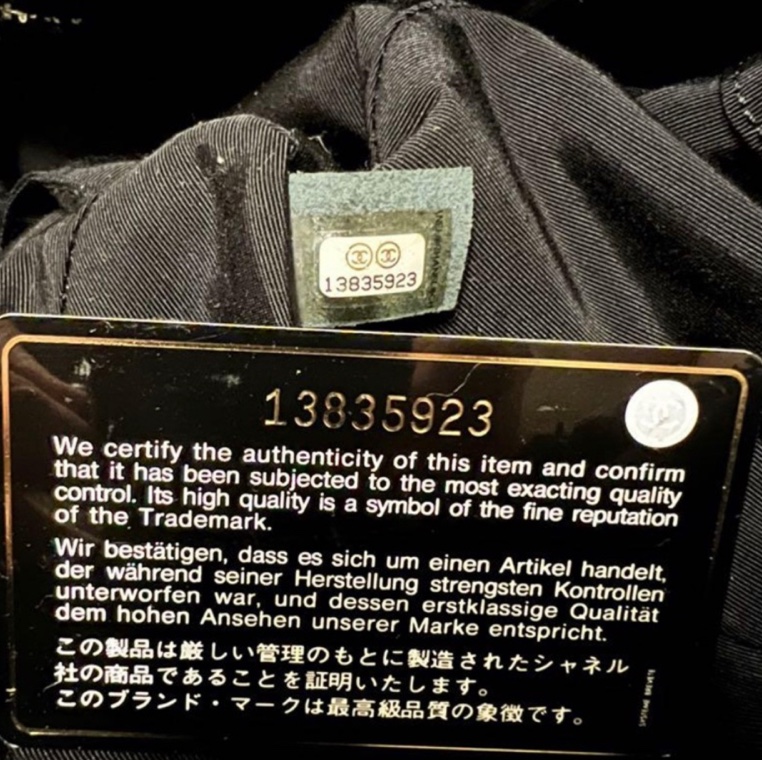 13835923
13835923
We certify the authenticity of this item and confirm
that it has been subjected to the most exacting quality
control. Its high quality is a symbol of the fine reputation
of the Trademark.
Wir bestätigen, dass es sich um einen Artikel handelt,
der während seiner Herstellung strengsten Kontrollen
unterworfen war, und dessen erstklassige Qualität
dem hohen Ansehen unserer Marke entspricht.
この製品は厳しい管理のもとに製造されたシャネル
社の商品であることを証明いたします。
このブランド・マークは最高級品質の象徴です。
SYSTEME BREVETE